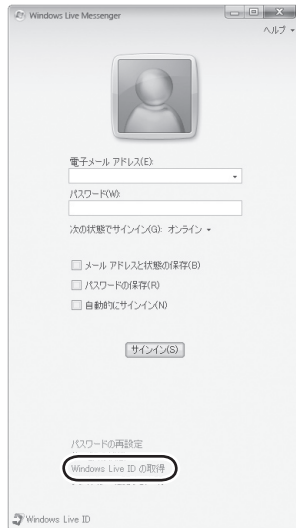 Windows Live Messenger
ヘルプ
電子メール アドレス(E):
パスワード(W):
次の状態でサインイン(G): オンライン
メール アドレスと状態の保存(B)
パスワードの保存(R)
自動的にサインイン(N)
サインイン(S)
パスワードの再設定
Windows Live ID の取得
Windows Live ID